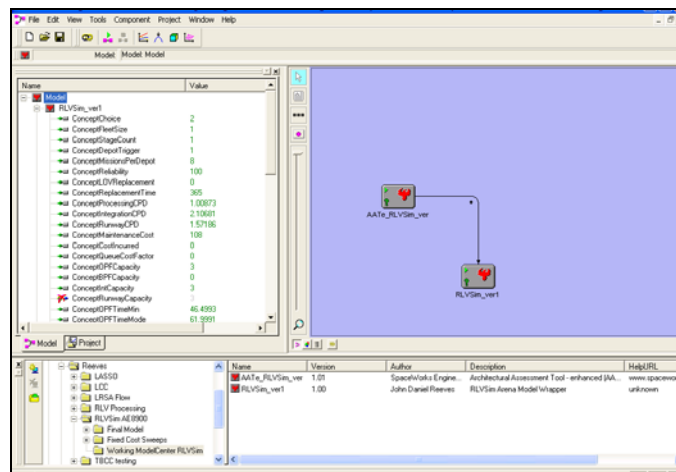 File Edit View Tools Component Project Window Help
Model: Model: Model
Name Value
Model
RLVSim_ver1
ConceptChoice 2
ConceptFleetSize 1
ConceptStageCount 1
ConceptDepotTrigger 1
ConceptMissionsPerDepot 8
ConceptReliability 100
ConceptLOVReplacement 0
ConceptReplacementTime 365
ConceptProcessingCPD 1.00873
ConceptIntegrationCPD 2.10681
ConceptRunwayCPD 1.57186
ConceptMaintenanceCost 108
ConceptCostIncurred 0
ConceptQueueCostFactor 0
ConceptOPFCapacity 3
ConceptBPFCapacity 0
ConceptInitCapacity 3
ConceptRunwayCapacity 3
ConceptOPFTimeMin 46.4993
ConceptOPFTimeMode 61.9991
Model Project
AATe_RLVSim_ver
RLVSim_ver1
Reeves
LASSO
LCC
LRSA Flow
RLV Processing
RLVSim AE8900
Final Model
Fixed Cost Sweeps
Working ModelCenter RLVSim
TBCC testing
Name Version Author Description HelpURL
AATe_RLVSim_ver 1.01 SpaceWorks Engine... Architectural Assessment Tool - enhanced (AA... www.spacewo
RLVSim_ver1 1.00 John Daniel Reeves RLVSim Arena Model Wrapper unknown